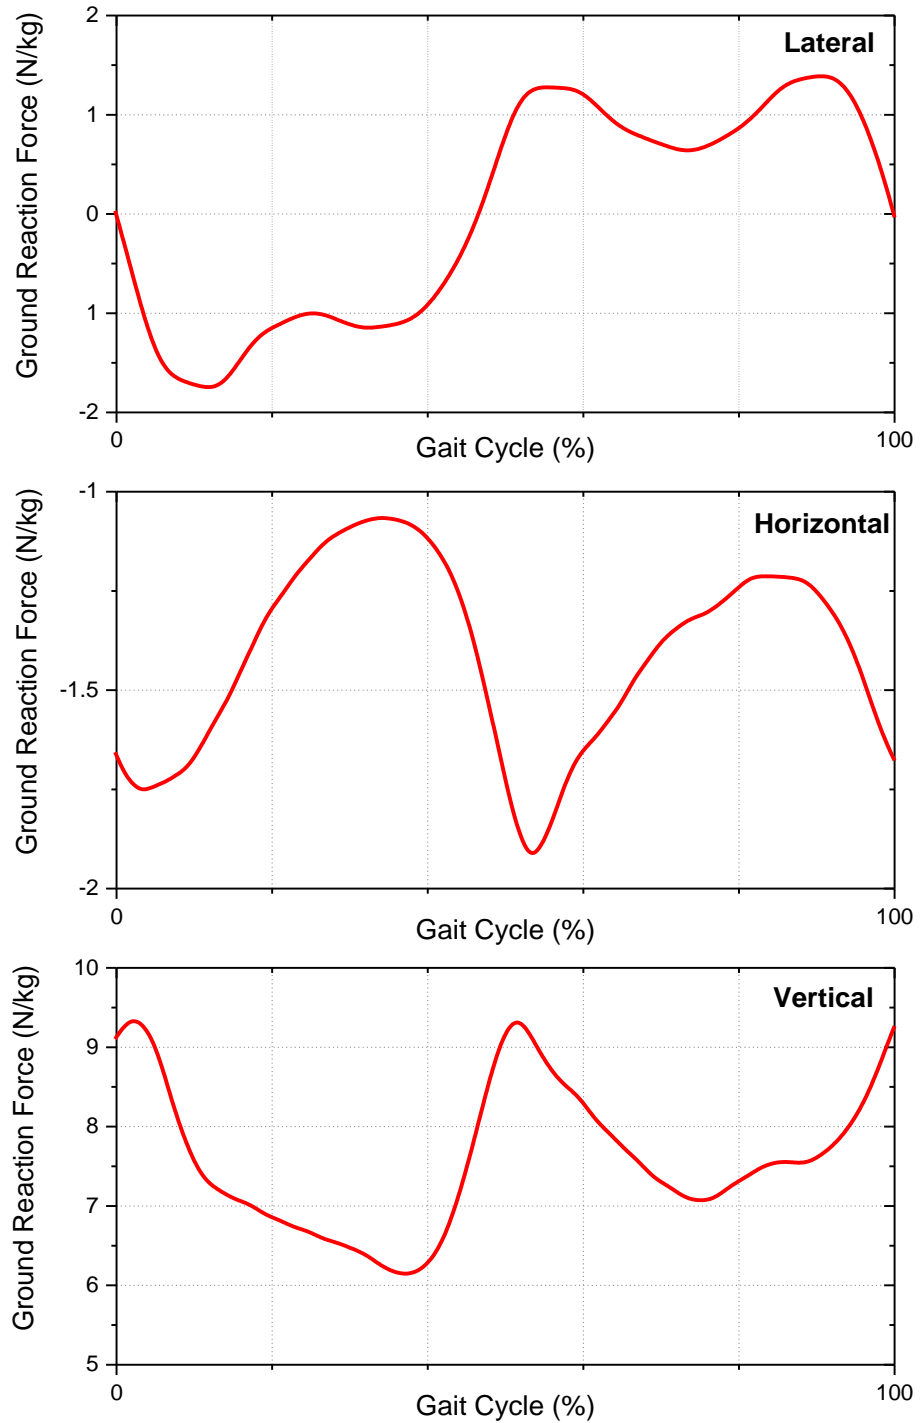 2
Lateral
1
0
1
-2
Ground Reaction Force (N/kg)
0
100
Gait Cycle (%)
-1
Horizontal
-1.5
-2
Ground Reaction Force (N/kg)
0
100
Gait Cycle (%)
10
Vertical
9
8
7
6
5
Ground Reaction Force (N/kg)
0
100
Gait Cycle (%)